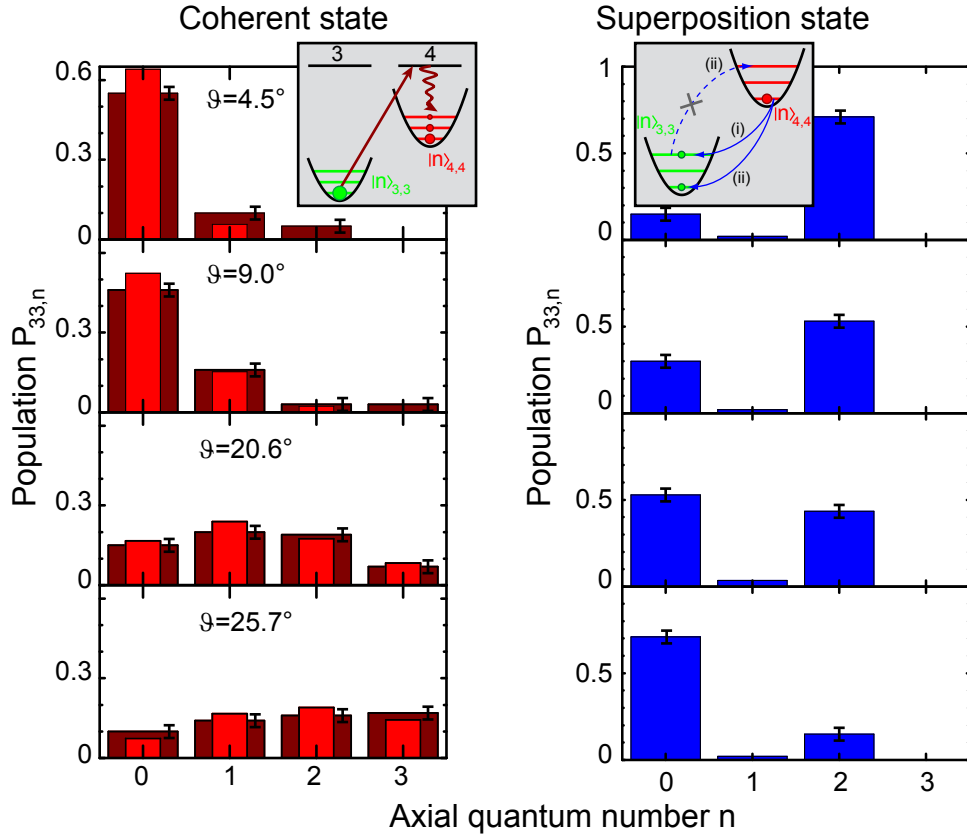 Coherent state
Superposition state
3 4
|n⟩3,3
|n⟩4,4
(ii)
|n⟩3,3
|n⟩4,4
(i)
(ii)
Population P33,n
0.6
0.3
0
ϑ=4.5°
0.3
0
ϑ=9.0°
0.3
0
ϑ=20.6°
0.3
0
ϑ=25.7°
0 1 2 3
Population P33,n
1
0.5
0
0.5
0
0.5
0
0.5
0
0 1 2 3
Axial quantum number n